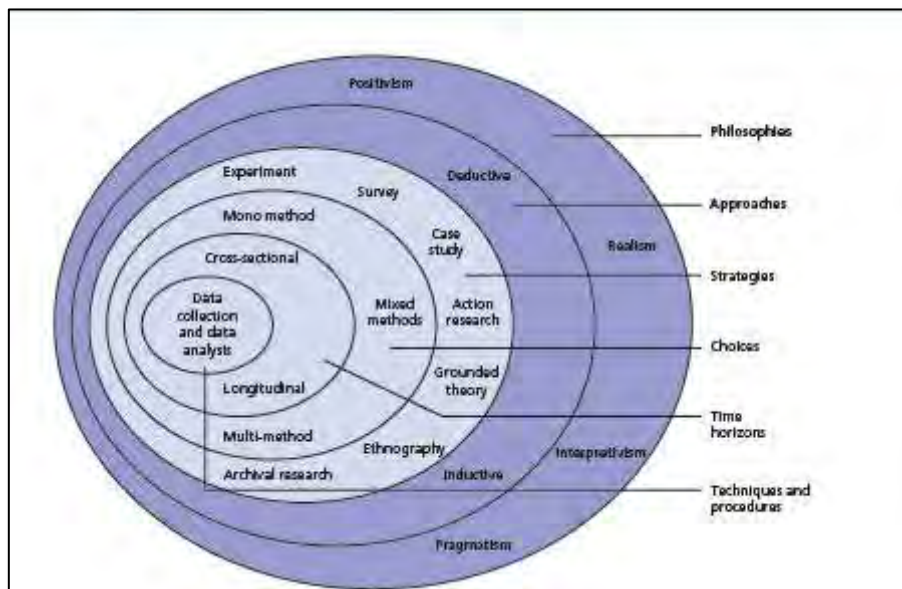 Positivism
Philosophies
Experiment
Deductive
Survey
Approaches
Mono method
Case
study
Realism
Cross-sectional
Strategies
Data
collection
and data
analysis
Mixed
methods
Action
research
Choices
Grounded
theory
Longitudinal
Time
horizons
Multi-method
Ethnography
Interpretivism
Archival research
Inductive
Techniques and
procedures
Pragmatism